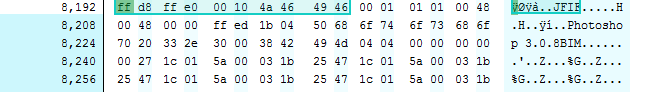 8,192 ff d8 ff e0 00 10 4a 46 49 46 00 01 01 01 00 48 ÿØÿà..JFIF.....H
8,208 00 48 00 00 ff ed 1b 04 50 68 6f 74 6f 73 68 6f .H..ÿí..Photosho
8,224 70 20 33 2e 30 00 38 42 49 4d 04 04 00 00 00 00 p 3.0.8BIM......
8,240 00 27 1c 01 5a 00 03 1b 25 47 1c 01 5a 00 03 1b .'..Z...%G..Z...
8,256 25 47 1c 01 5a 00 03 1b 25 47 1c 01 5a 00 03 1b %G..Z...%G..Z...